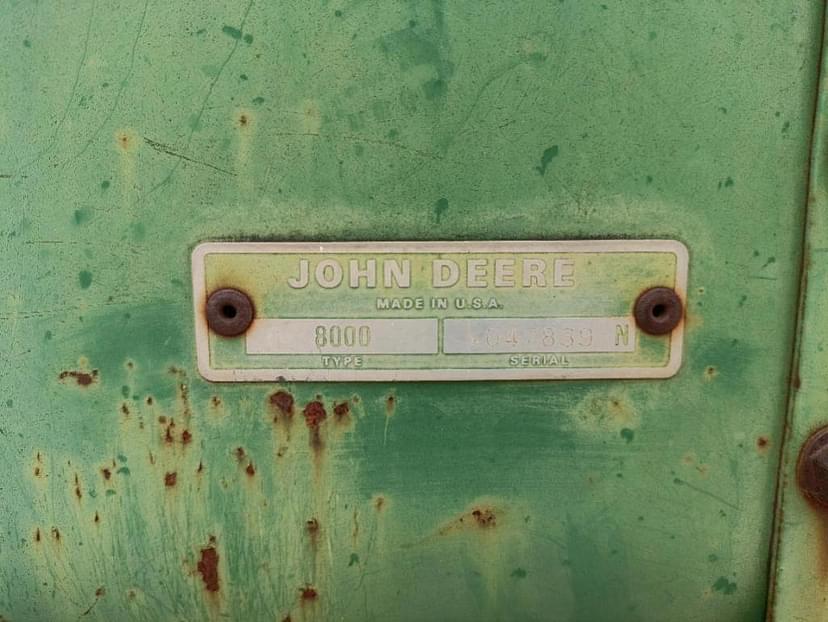 JOHN DEERE
MADE IN U.S.A.
8000 N
TYPE SERIAL